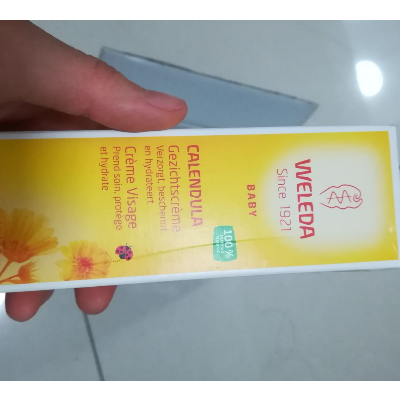 WELEDA
Since 1921
BABY
100%
CALENDULA
Gezichtscrème
Verzorgt, beschermt
en hydrateert
Crème Visage
Prend soin, protège
et hydrate